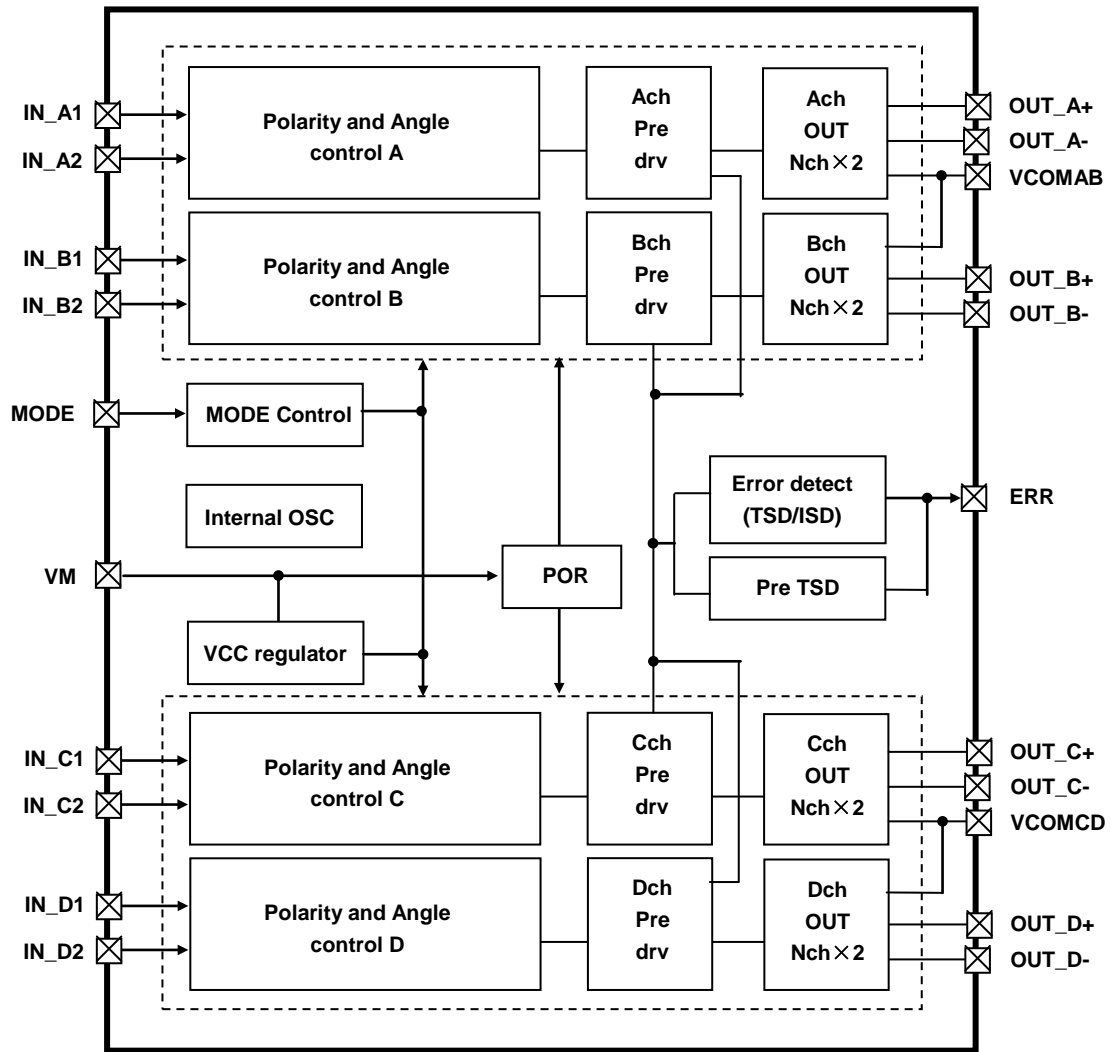 IN_A1
IN_A2
Polarity and Angle
control A
Ach
Pre
drv
Ach
OUT
Nch×2
OUT_A+
OUT_A-
VCOMAB
IN_B1
IN_B2
Polarity and Angle
control B
Bch
Pre
drv
Bch
OUT
Nch×2
OUT_B+
OUT_B-
MODE
MODE Control
Internal OSC
VM
VCC regulator
POR
Error detect
(TSD/ISD)
Pre TSD
ERR
IN_C1
IN_C2
Polarity and Angle
control C
Cch
Pre
drv
Cch
OUT
Nch×2
OUT_C+
OUT_C-
VCOMCD
IN_D1
IN_D2
Polarity and Angle
control D
Dch
Pre
drv
Dch
OUT
Nch×2
OUT_D+
OUT_D-